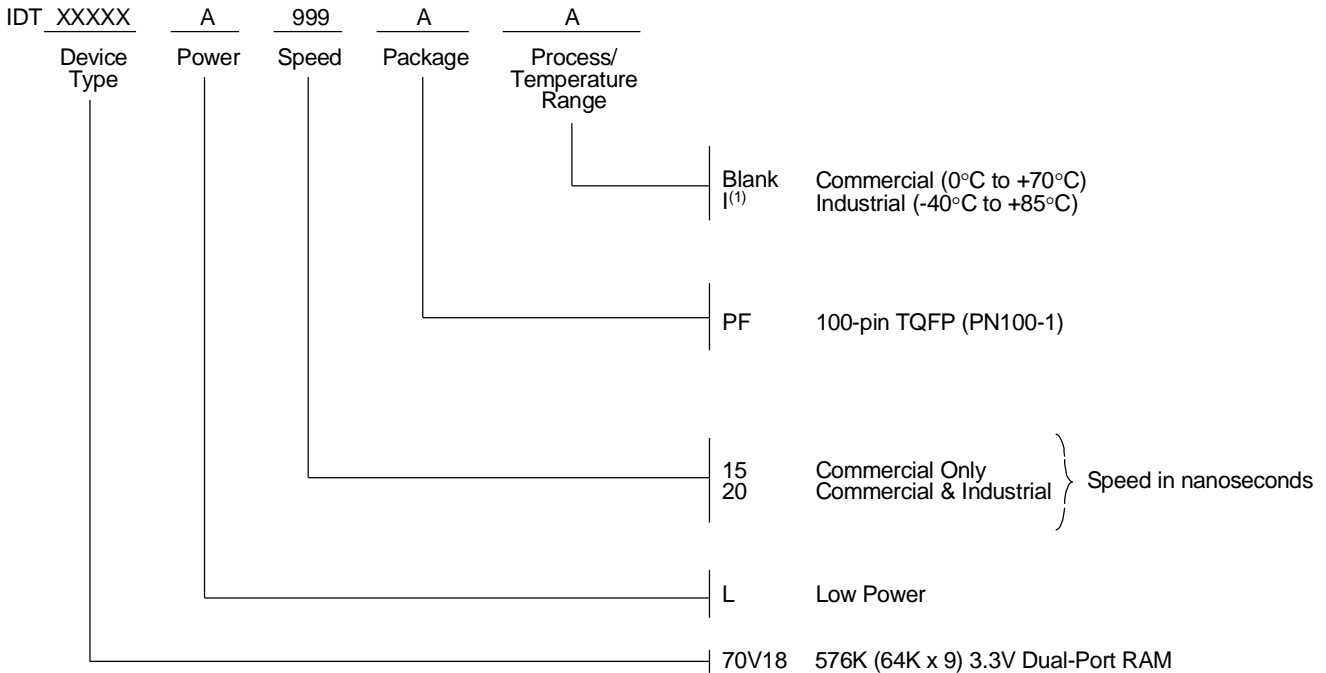 IDT XXXXX A 999 A A
Device Type Power Speed Package Process/ Temperature Range
Blank Commercial (0°C to +70°C)
I(1) Industrial (-40°C to +85°C)
PF 100-pin TQFP (PN100-1)
15 Commercial Only
20 Commercial & Industrial
Speed in nanoseconds
L Low Power
70V18 576K (64K x 9) 3.3V Dual-Port RAM